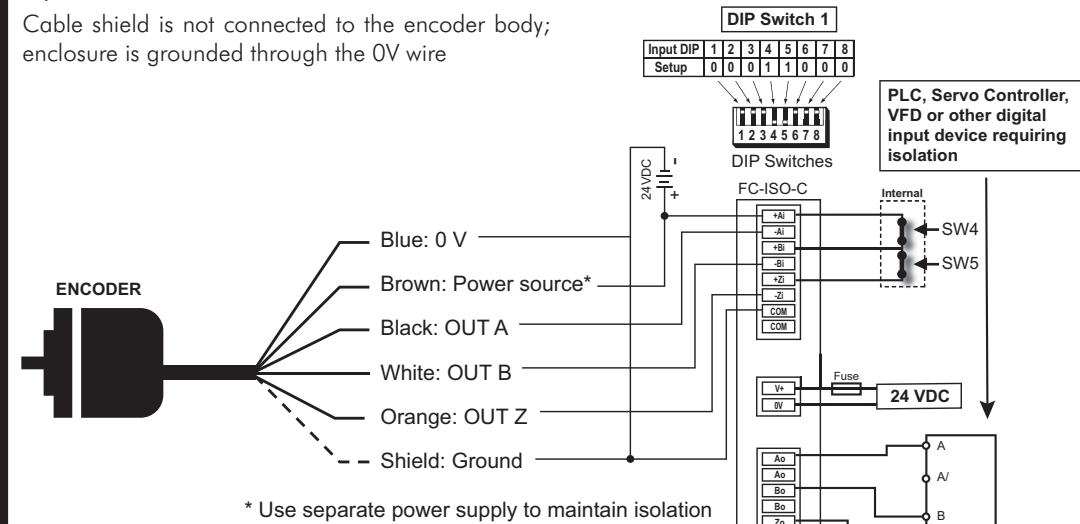 Cable shield is not connected to the encoder body;
enclosure is grounded through the 0V wire
DIP Switch 1
Input DIP 1 2 3 4 5 6 7 8
Setup 0 0 0 1 1 0 0 0
1 2 3 4 5 6 7 8
DIP Switches
PLC, Servo Controller,
VFD or other digital
input device requiring
isolation
24VDC
-
+
FC-ISO-C
Internal
+Ai
-Ai
+Bi
-Bi
+Zi
-Zi
COM
COM
SW4
SW5
ENCODER
Blue: 0 V
Brown: Power source*
Black: OUT A
White: OUT B
Orange: OUT Z
Shield: Ground
V+
0V
Fuse
24 VDC
Ao
Ao
Bo
Bo
Zo
A
A/
B
* Use separate power supply to maintain isolation